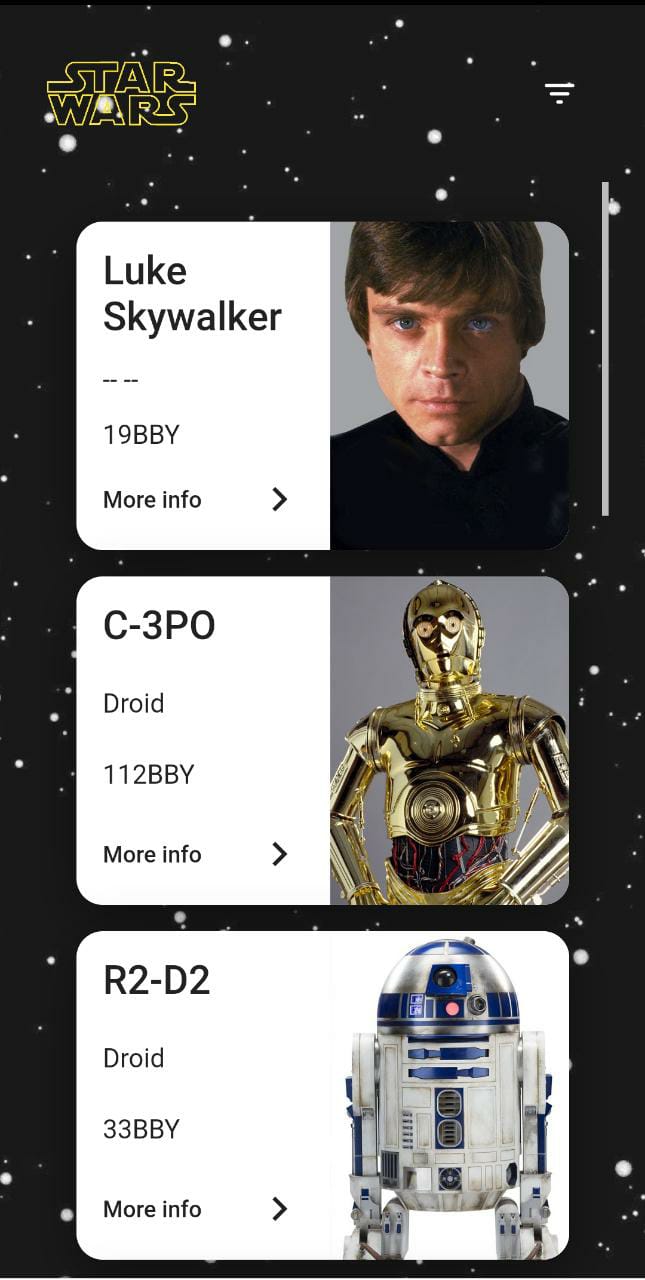 STAR
WARS
Luke
Skywalker
-- --
19BBY
More info
C-3PO
Droid
112BBY
More info
R2-D2
Droid
33BBY
More info